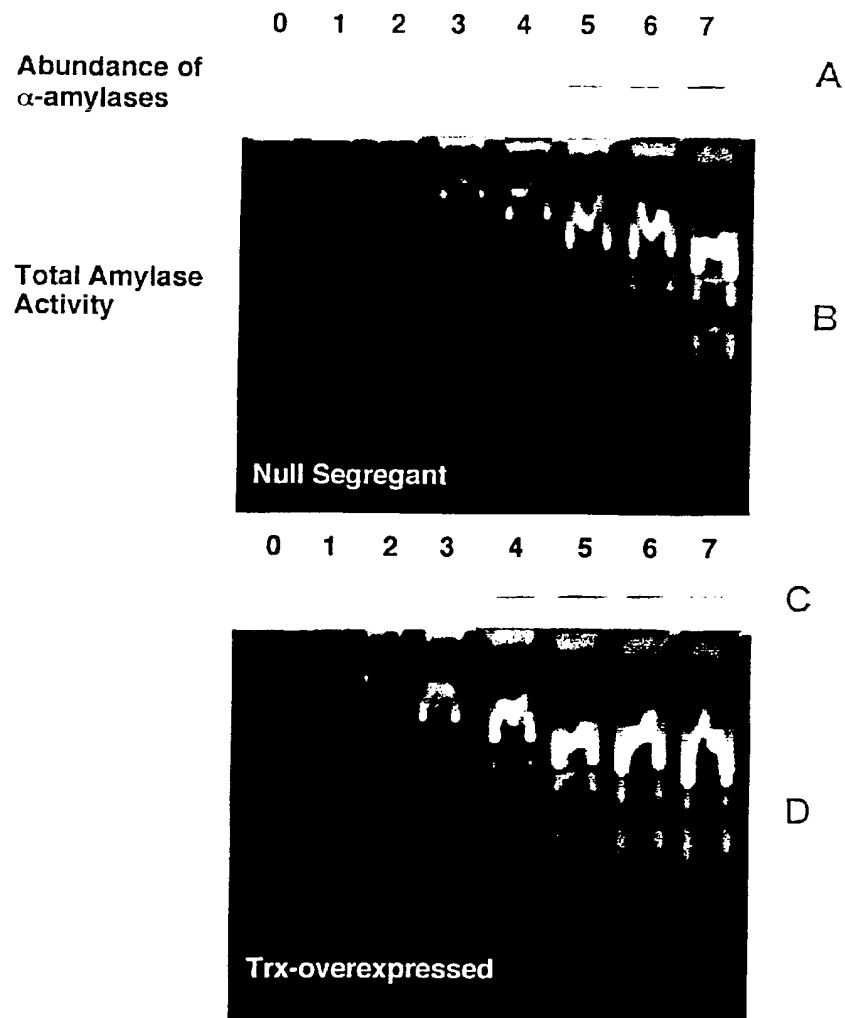 0 1 2 3 4 5 6 7
Abundance of
α-amylases
A
Total Amylase
Activity
B
Null Segregant
0 1 2 3 4 5 6 7
C
D
Trx-overexpressed